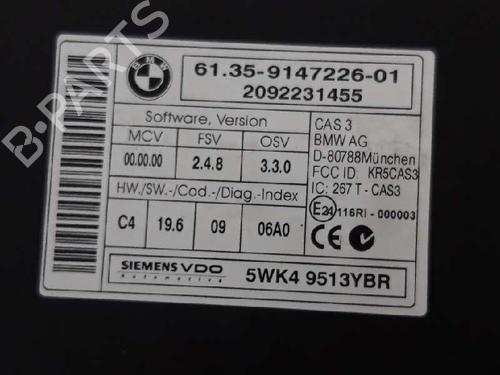 BMW
61.35-9147226-01
2092231455
Software, Version
MCV FSV OSV
00.00.00 2.4.8 3.3.0
HW./SW.-/Cod.-/Diag.-Index
C4 19.6 09 06A0
CAS 3
BMW AG
D-80788München
FCC ID: KR5CAS3
IC: 267 T - CAS3
E24 116RI - 000003
CE
SIEMENS VDO
Automotive
5WK4 9513YBR
B-PARTS